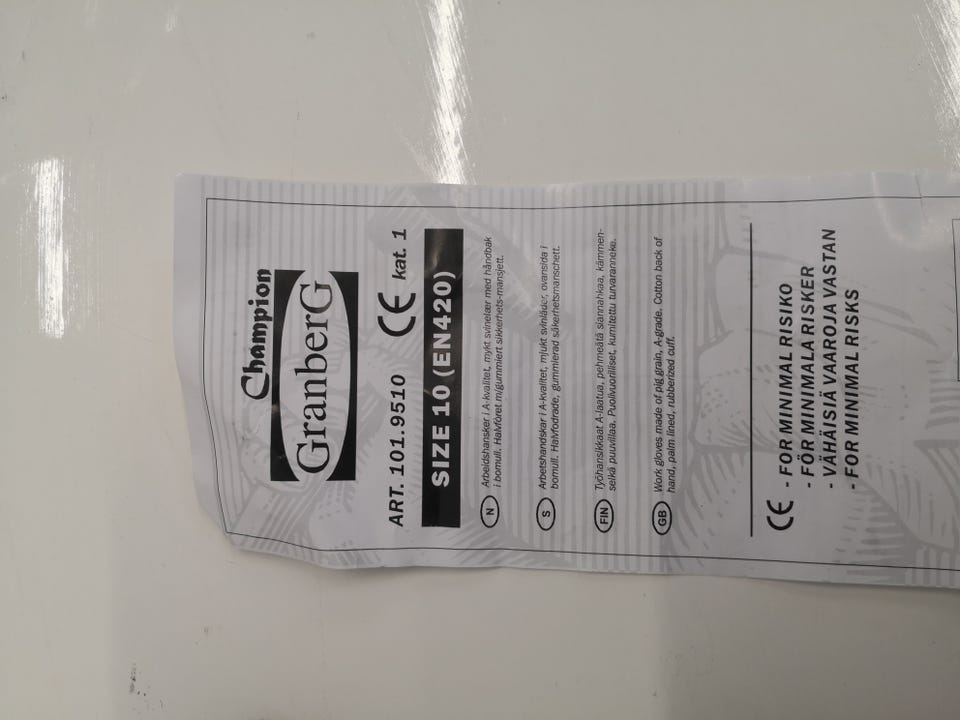 Champion
GranberG
ART. 101.9510 CE kat. 1
SIZE 10 (EN420)
N Arbeidshansker i A-kvalitet, mykt svinelær med håndbak
i bomull. Halvfôret m/gummiert sikkerhets-mansjett.
S Arbetshandskar i A-kvalitet, mjukt svinläder, ovansida i
bomull. Halvfodrade, gummierad säkerhetsmanschett.
FIN Työhansikkaat A-laatua, pehmeätä siannahkaa, kämmen-
selkä puuvillaa. Puolivuorilliset, kumitettu turvaranneke.
GB Work gloves made of pig grain, A-grade. Cotton back of
hand, palm lined, rubberized cuff.
CE - FOR MINIMAL RISIKO
- FÖR MINIMALA RISKER
- VÄHÄISIÄ VAAROJA VASTAN
- FOR MINIMAL RISKS